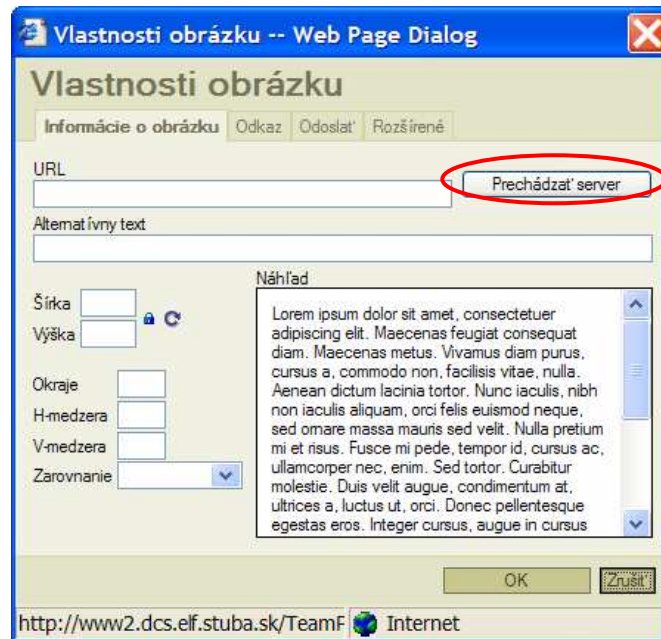 Vlastnosti obrázku -- Web Page Dialog
Vlastnosti obrázku
Informácie o obrázku Odkaz Odoslať Rozšírené
URL
Prechádzať server
Alternatívny text
Náhľad
Šírka
Výška
Okraje
H-medzera
V-medzera
Zarovnanie
Lorem ipsum dolor sit amet, consectetuer
adipiscing elit. Maecenas feugiat consequat
diam. Maecenas metus. Vivamus diam purus,
cursus a, commodo non, facilisis vitae, nulla.
Aenean dictum lacinia tortor. Nunc iaculis, nibh
non iaculis aliquam, orci felis euismod neque,
sed ornare massa mauris sed velit. Nulla pretium
mi et risus. Fusce mi pede, tempor id, cursus ac,
ullamcorper nec, enim. Sed tortor. Curabitur
molestie. Duis velit augue, condimentum at,
ultrices a, luctus ut, orci. Donec pellentesque
egestas eros. Integer cursus, augue in cursus
OK Zrušiť
http://www2.dcs.elf.stuba.sk/TeamF Internet